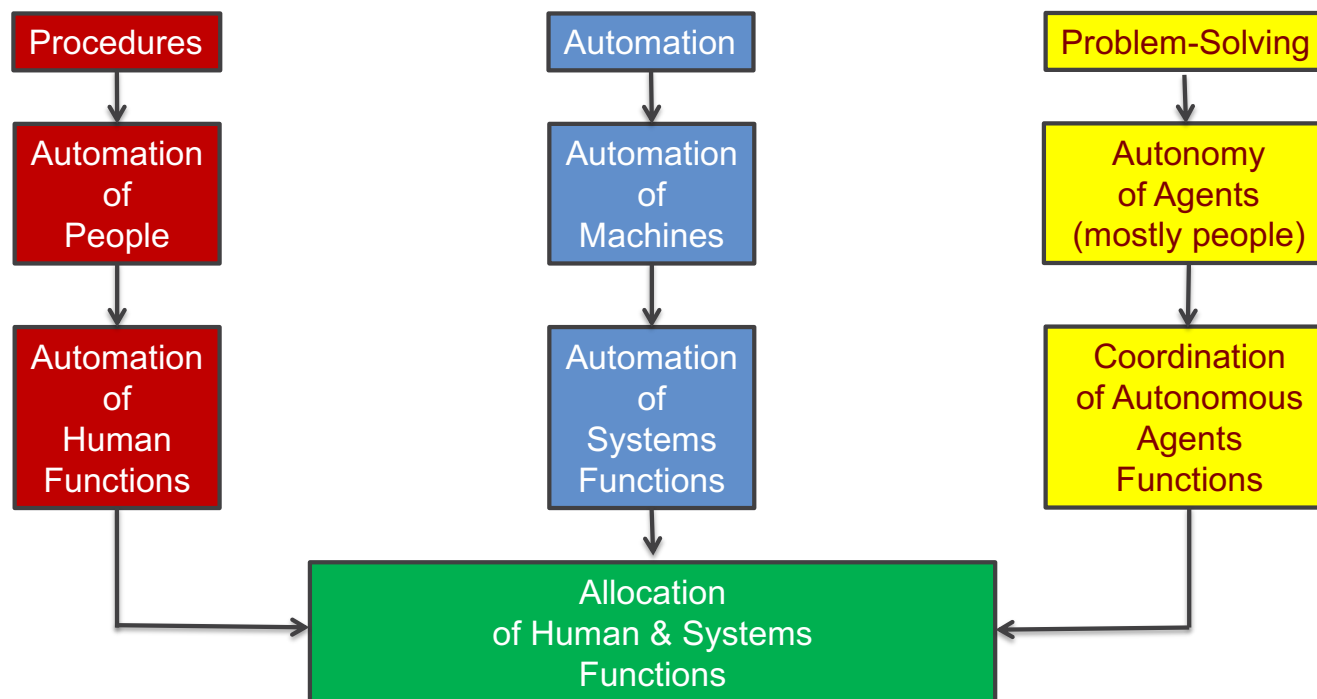 Procedures
Automation
Problem-Solving
Automation
of
People
Automation
of
Machines
Autonomy
of Agents
(mostly people)
Automation
of
Human
Functions
Automation
of
Systems
Functions
Coordination
of Autonomous
Agents
Functions
Allocation
of Human & Systems
Functions